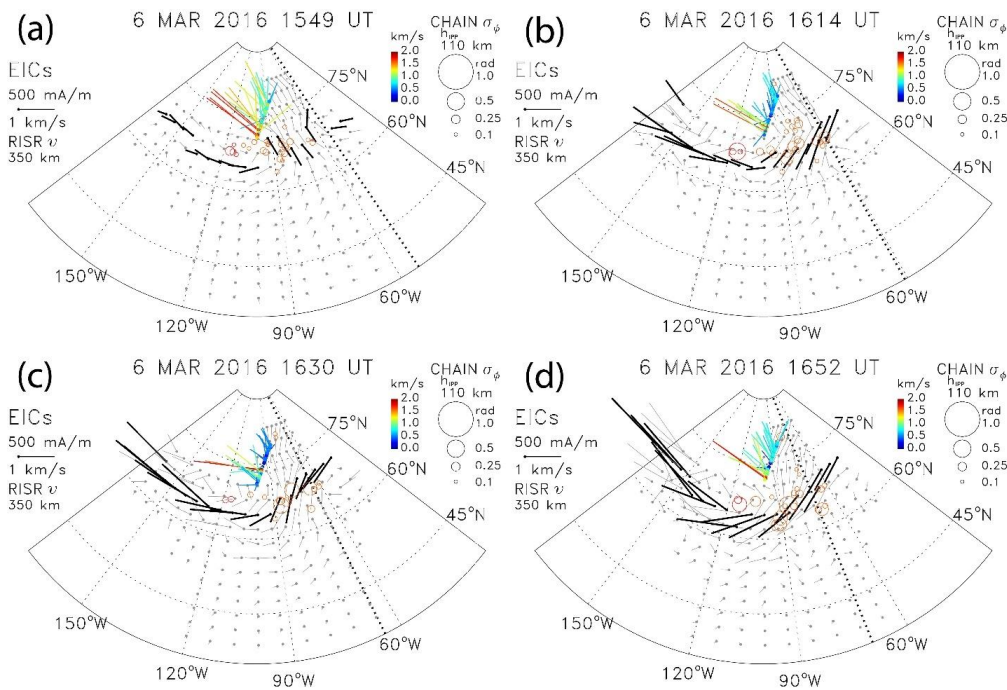 (a)
6 MAR 2016 1549 UT
EICs
500 mA/m
1 km/s
RISR v
350 km
km/s
2.0
1.5
1.0
0.5
0.0
CHAIN σφ
hIPP
110 km
rad
1.0
0.5
0.25
0.1
75°N
60°N
45°N
150°W
120°W
90°W
60°W
(b)
6 MAR 2016 1614 UT
EICs
500 mA/m
1 km/s
RISR v
350 km
km/s
2.0
1.5
1.0
0.5
0.0
CHAIN σφ
hIPP
110 km
rad
1.0
0.5
0.25
0.1
75°N
60°N
45°N
150°W
120°W
90°W
60°W
(c)
6 MAR 2016 1630 UT
EICs
500 mA/m
1 km/s
RISR v
350 km
km/s
2.0
1.5
1.0
0.5
0.0
CHAIN σφ
hIPP
110 km
rad
1.0
0.5
0.25
0.1
75°N
60°N
45°N
150°W
120°W
90°W
60°W
(d)
6 MAR 2016 1652 UT
EICs
500 mA/m
1 km/s
RISR v
350 km
km/s
2.0
1.5
1.0
0.5
0.0
CHAIN σφ
hIPP
110 km
rad
1.0
0.5
0.25
0.1
75°N
60°N
45°N
150°W
120°W
90°W
60°W